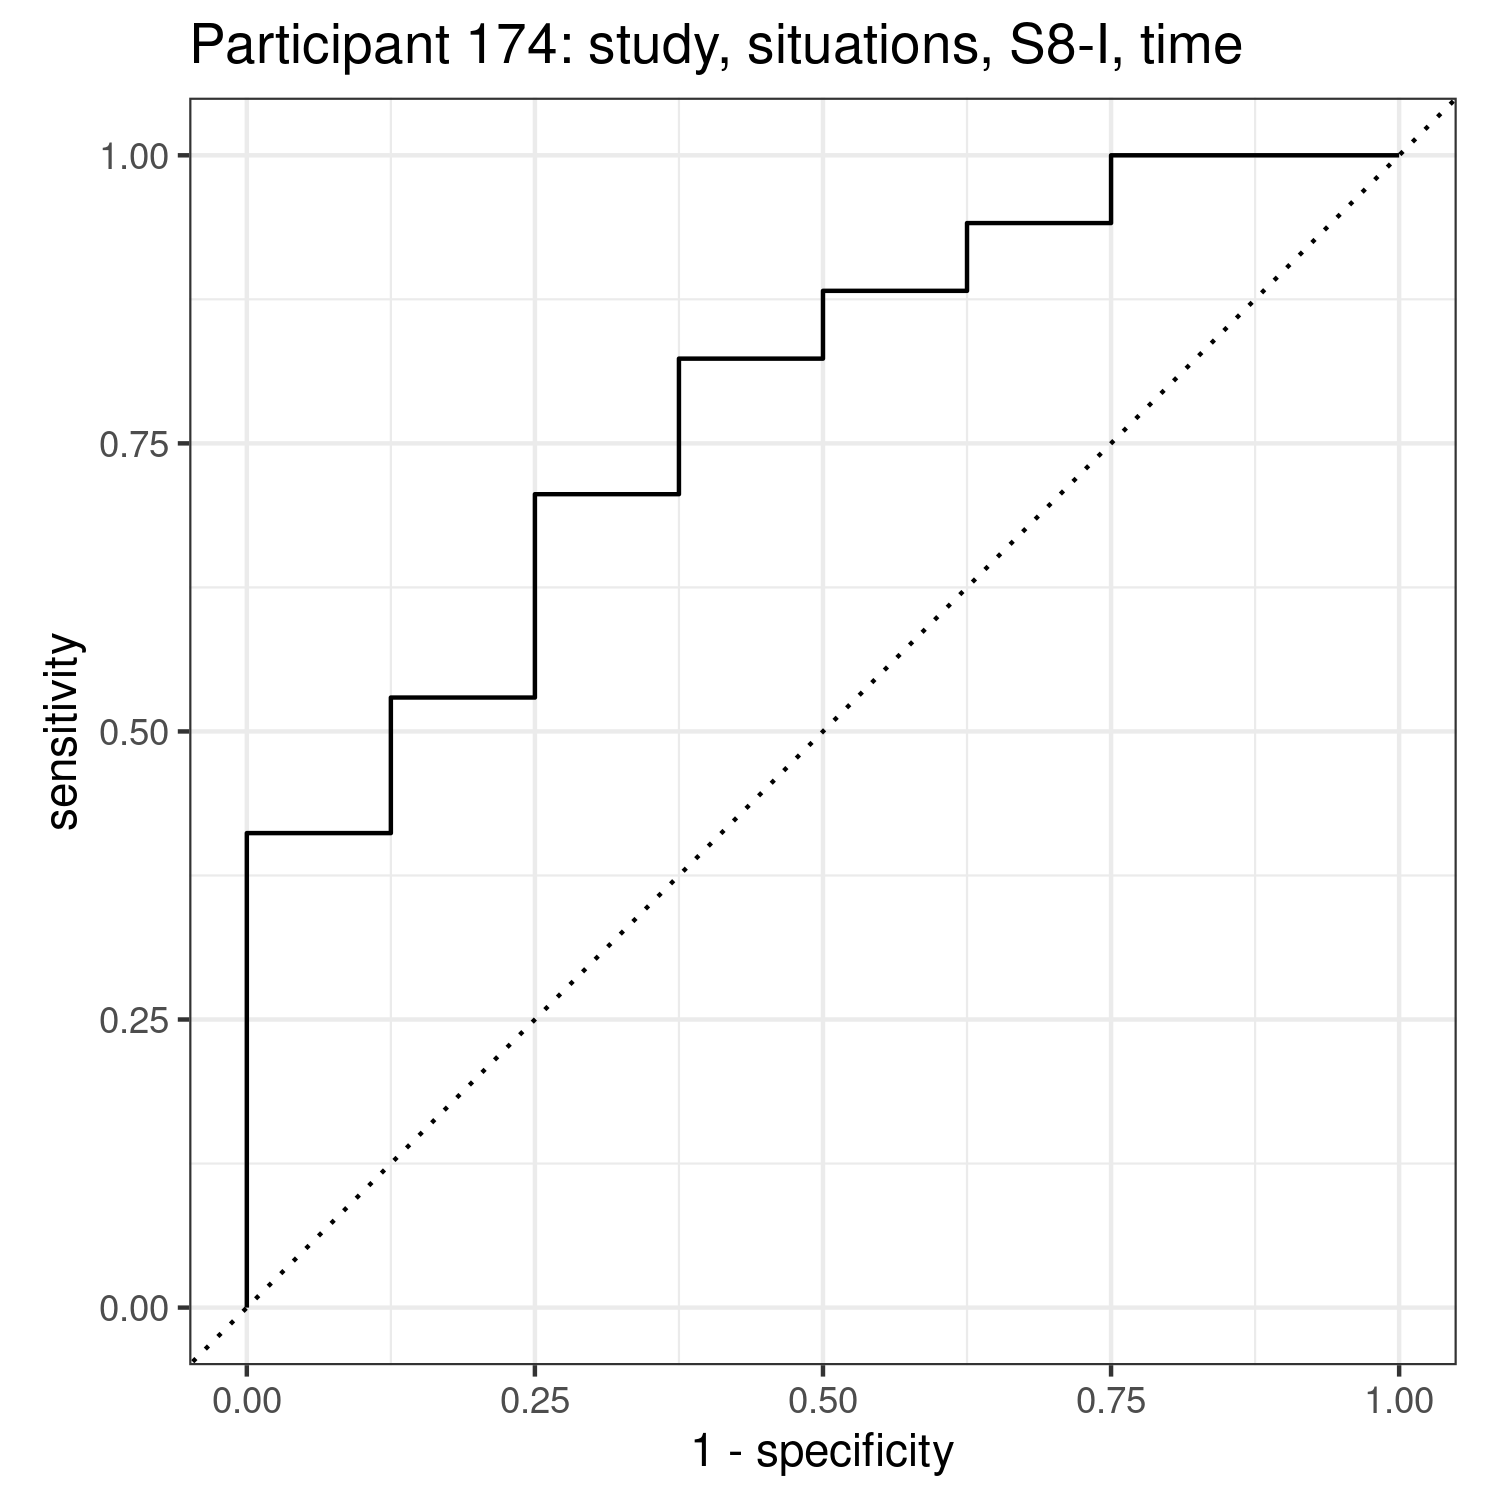 Participant 174: study, situations, S8-I, time
1.00
0.75
0.50
0.25
0.00
sensitivity
0.00 0.25 0.50 0.75 1.00
1 - specificity